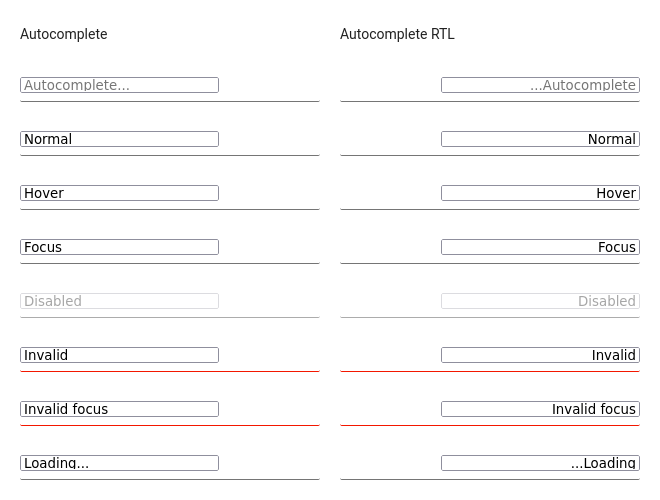 Autocomplete
Autocomplete RTL
Autocomplete...
...Autocomplete
Normal
Normal
Hover
Hover
Focus
Focus
Disabled
Disabled
Invalid
Invalid
Invalid focus
Invalid focus
Loading...
...Loading